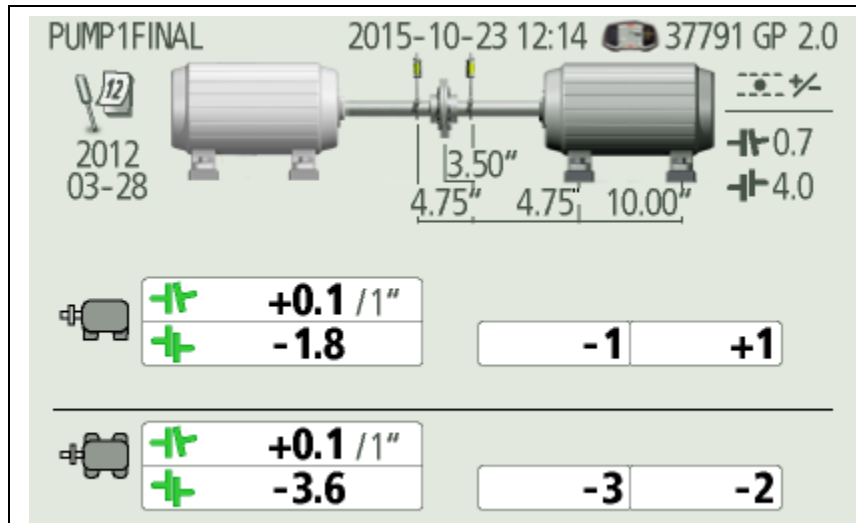 PUMP1FINAL 2015-10-23 12:14 37791 GP 2.0
12
+/-
2012
03-28
0.7
3.50"
4.75" 4.75" 10.00" 4.0
+0.1 /1"
-1.8 -1 +1
+0.1 /1"
-3.6 -3 -2